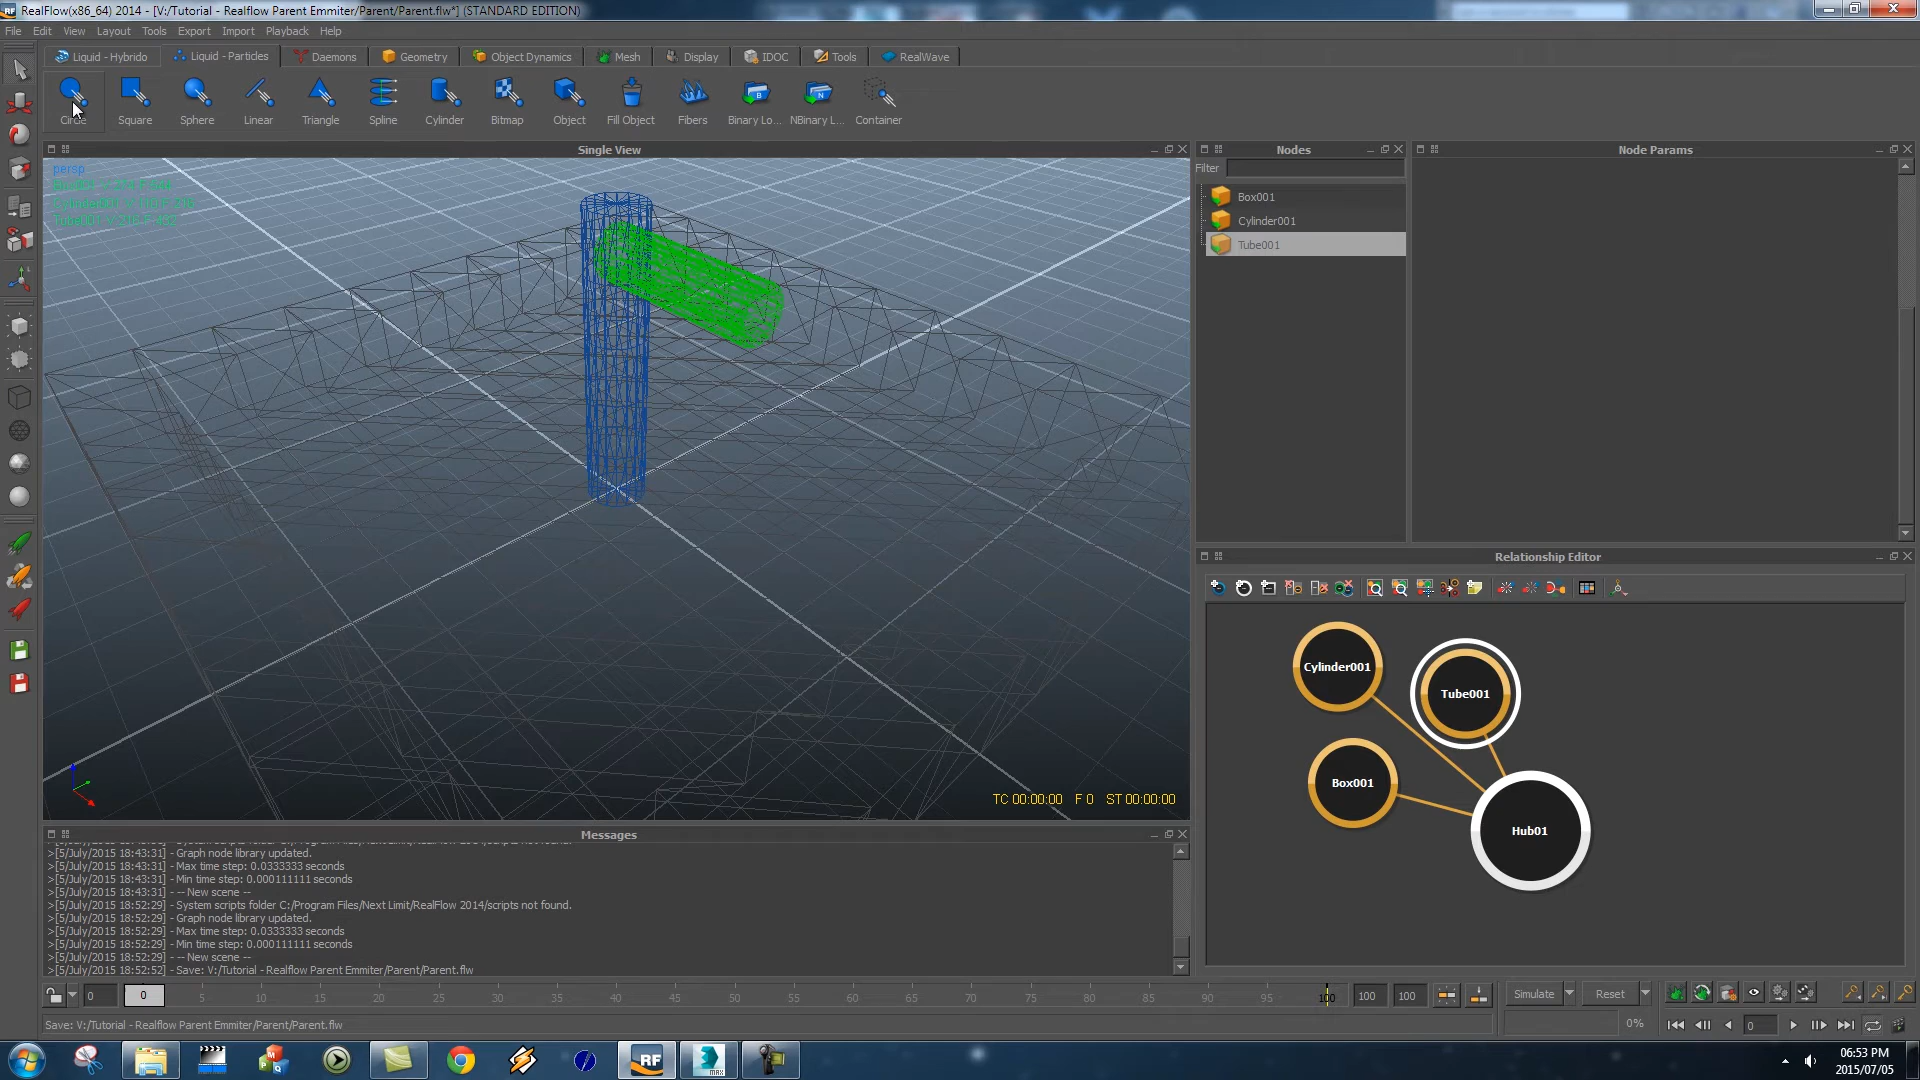 RealFlow(x86_64) 2014 - [V:/Tutorial - Realflow Parent Emmiter/Parent/Parent.flw*] (STANDARD EDITION)
File Edit View Layout Tools Export Import Playback Help
Liquid - Hybrido Liquid - Particles Daemons Geometry Object Dynamics Mesh Display IDOC Tools RealWave
Circle Square Sphere Linear Triangle Spline Cylinder Bitmap Object Fill Object Fibers Binary Lo... NBinary L... Container
Single View
Nodes
Node Params
persp
Filter
Box001
Cylinder001
Tube001
TC 00:00:00 F 0 ST 00:00:00
Relationship Editor
Cylinder001
Tube001
Box001
Hub01
Messages
>[5/July/2015 18:43:31] - Graph node library updated.
>[5/July/2015 18:43:31] - Max time step: 0.0333333 seconds
>[5/July/2015 18:43:31] - Min time step: 0.000111111 seconds
>[5/July/2015 18:43:31] - -- New scene --
>[5/July/2015 18:52:29] - System scripts folder C:/Program Files/Next Limit/RealFlow 2014/scripts not found.
>[5/July/2015 18:52:29] - Graph node library updated.
>[5/July/2015 18:52:29] - Max time step: 0.0333333 seconds
>[5/July/2015 18:52:29] - Min time step: 0.000111111 seconds
>[5/July/2015 18:52:29] - -- New scene --
>[5/July/2015 18:52:52] - Save: V:/Tutorial - Realflow Parent Emmiter/Parent/Parent.flw
0 0 5 10 15 20 25 30 35 40 45 50 55 60 65 70 75 80 85 90 95 100 100 100
Simulate Reset
Save: V:/Tutorial - Realflow Parent Emmiter/Parent/Parent.flw
0% 0
RF
MAX
06:53 PM
2015/07/05